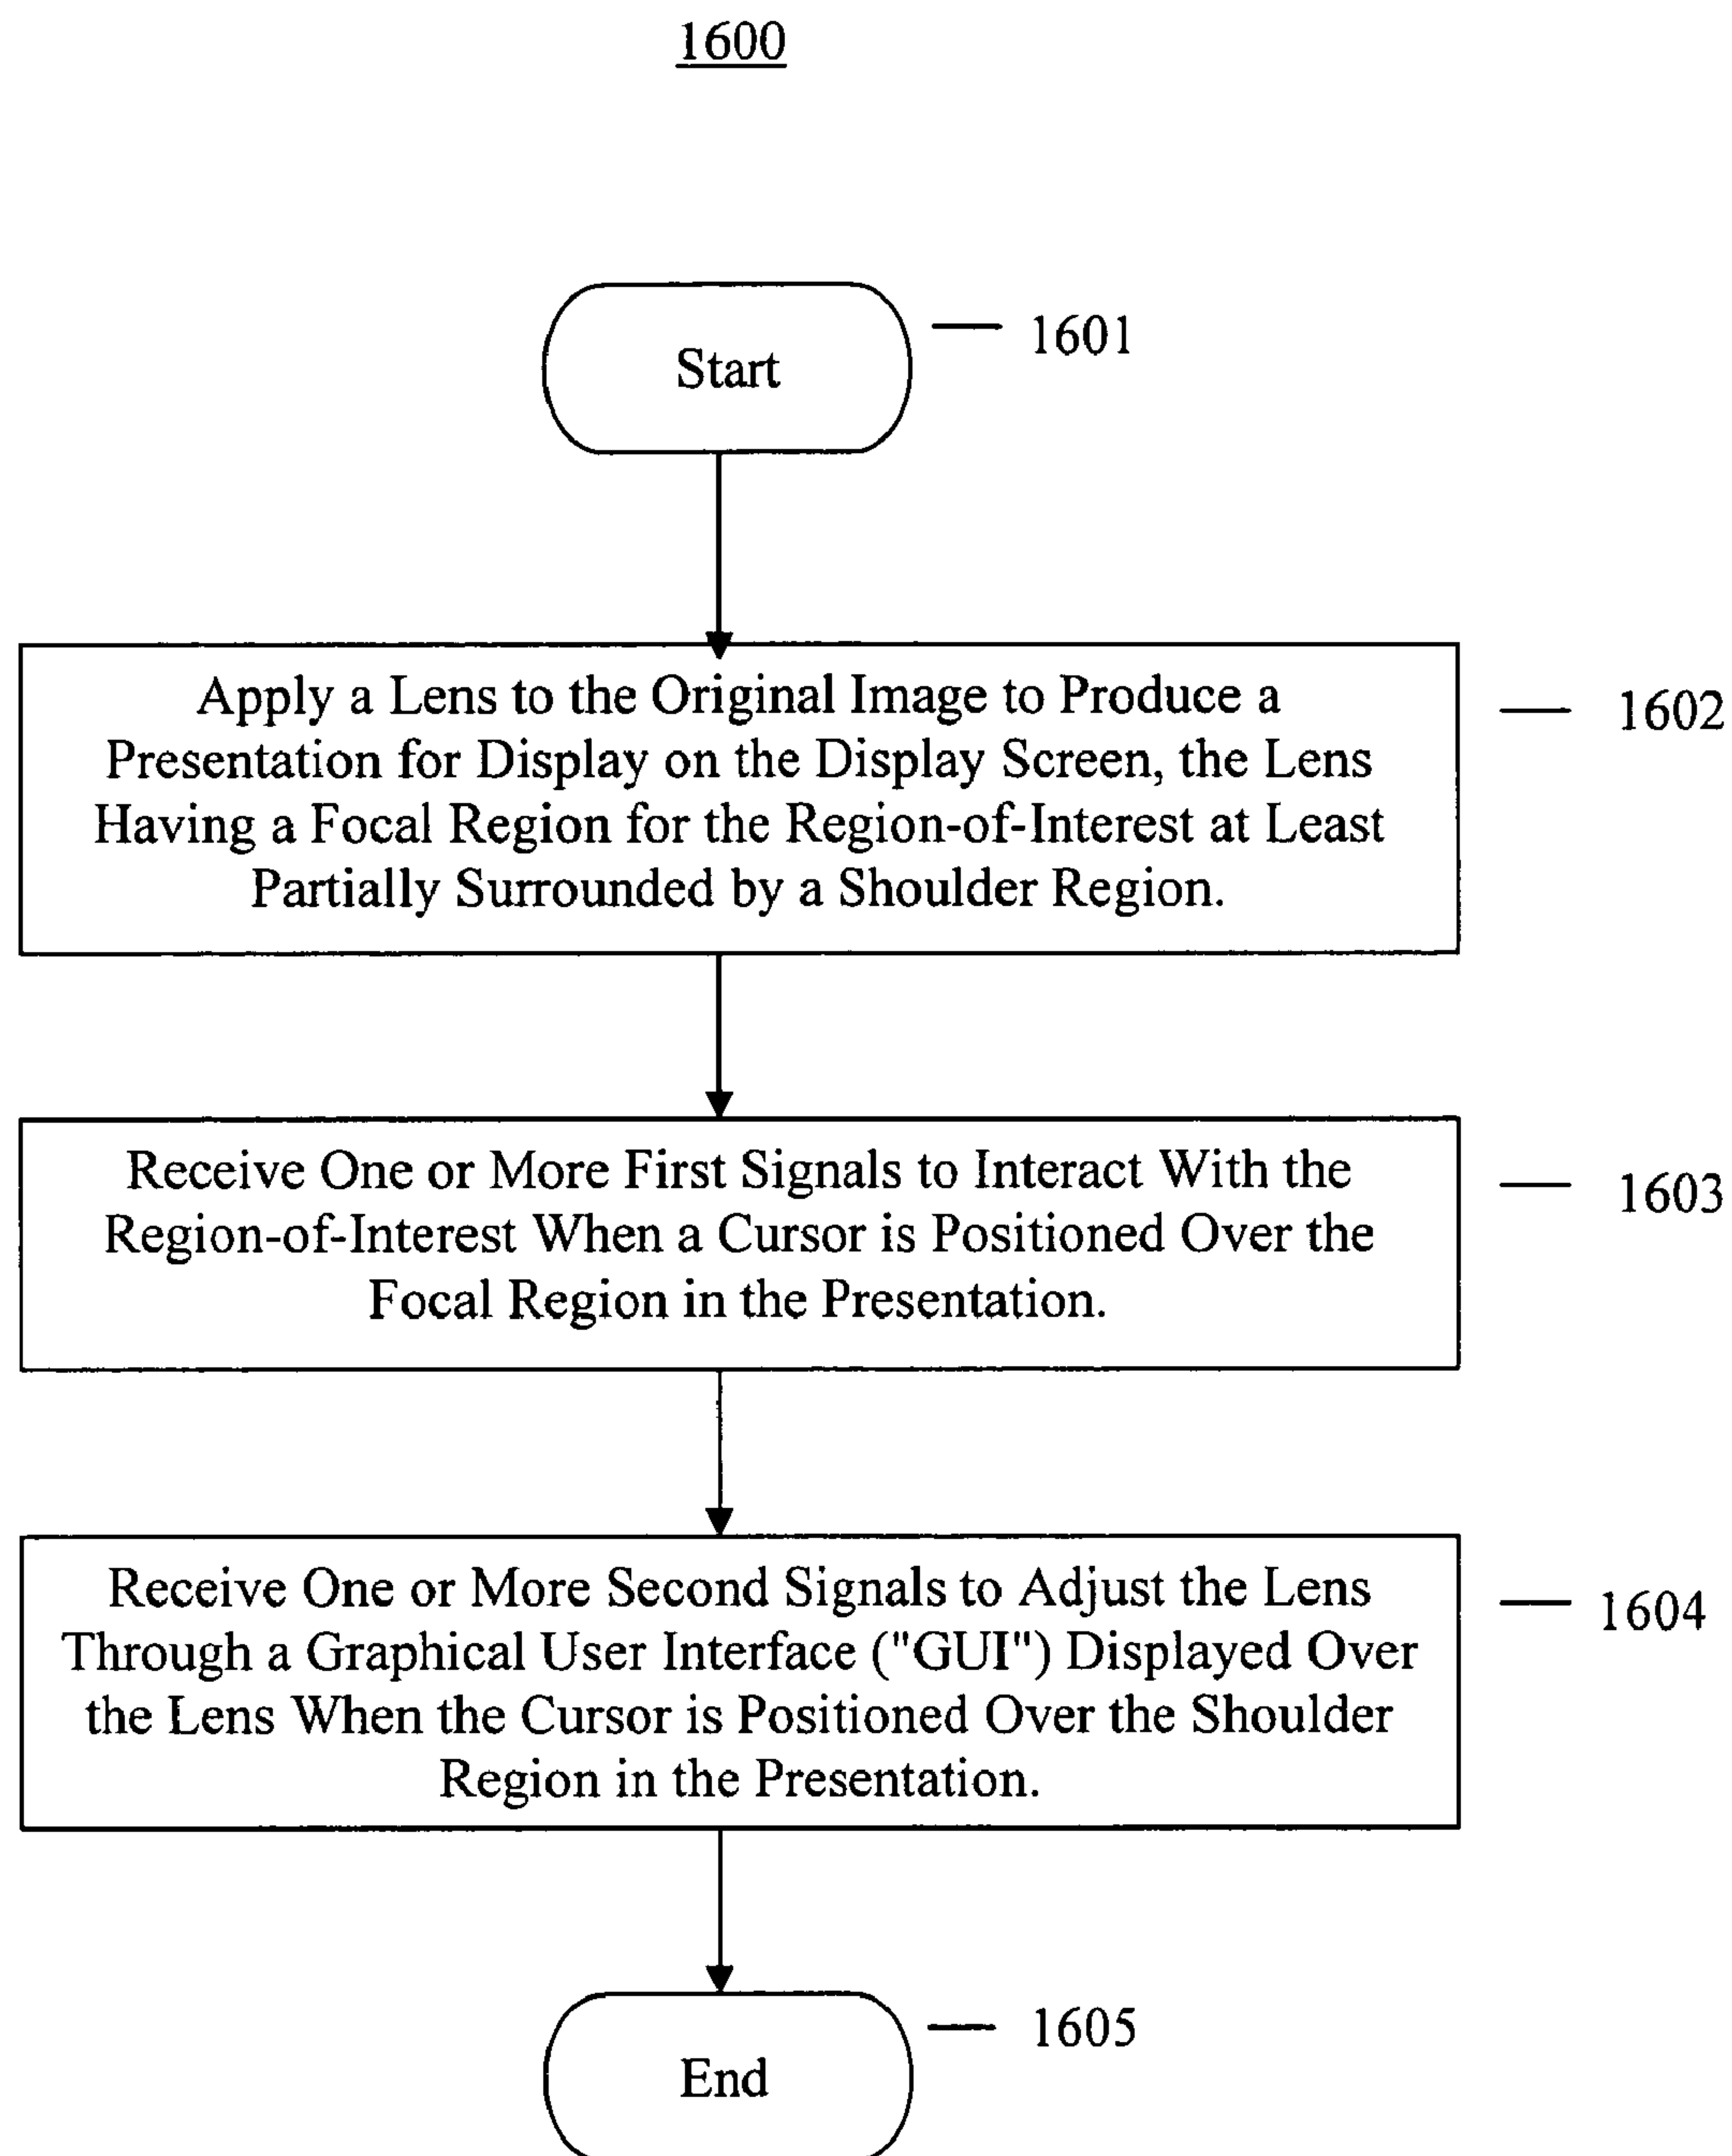 1600
Start
1601
Apply a Lens to the Original Image to Produce a
Presentation for Display on the Display Screen, the Lens
Having a Focal Region for the Region-of-Interest at Least
Partially Surrounded by a Shoulder Region.
1602
Receive One or More First Signals to Interact With the
Region-of-Interest When a Cursor is Positioned Over the
Focal Region in the Presentation.
1603
Receive One or More Second Signals to Adjust the Lens
Through a Graphical User Interface ("GUI") Displayed Over
the Lens When the Cursor is Positioned Over the Shoulder
Region in the Presentation.
1604
End
1605